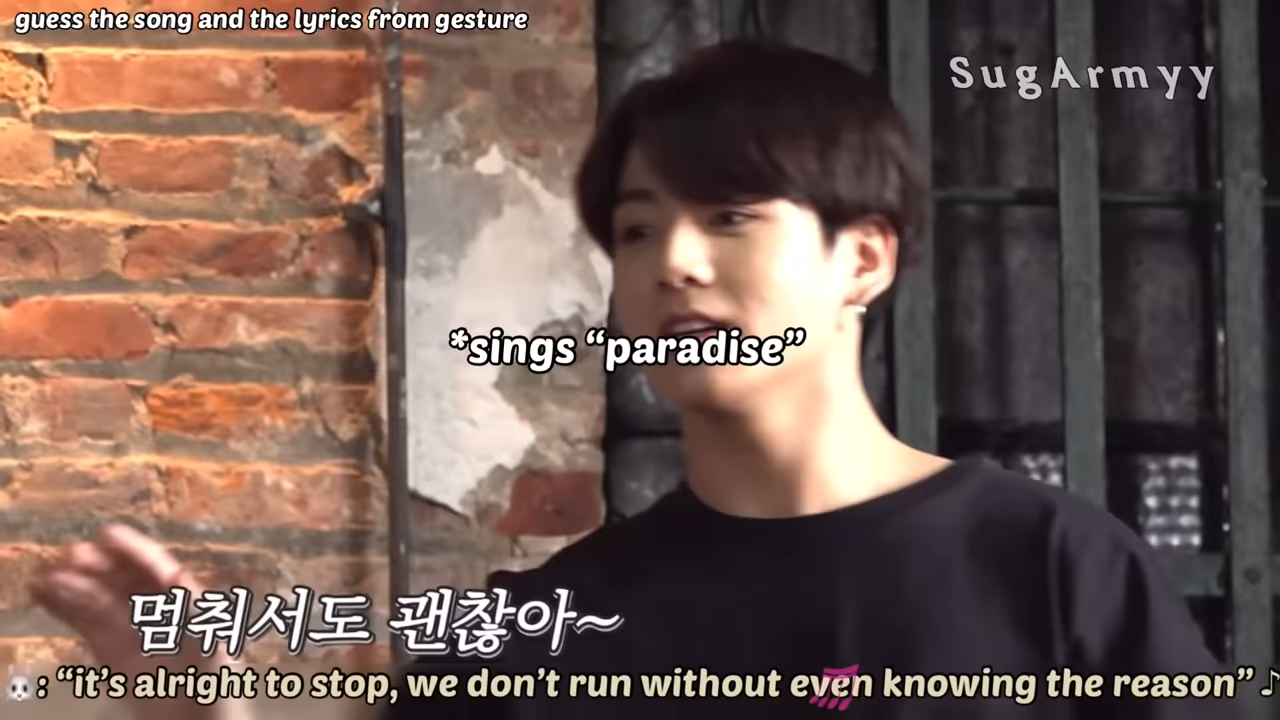 guess the song and the lyrics from gesture
SugArmyy
*sings “paradise”
멈춰서도 괜찮아~
: “it’s alright to stop, we don’t run without even knowing the reason” ♪